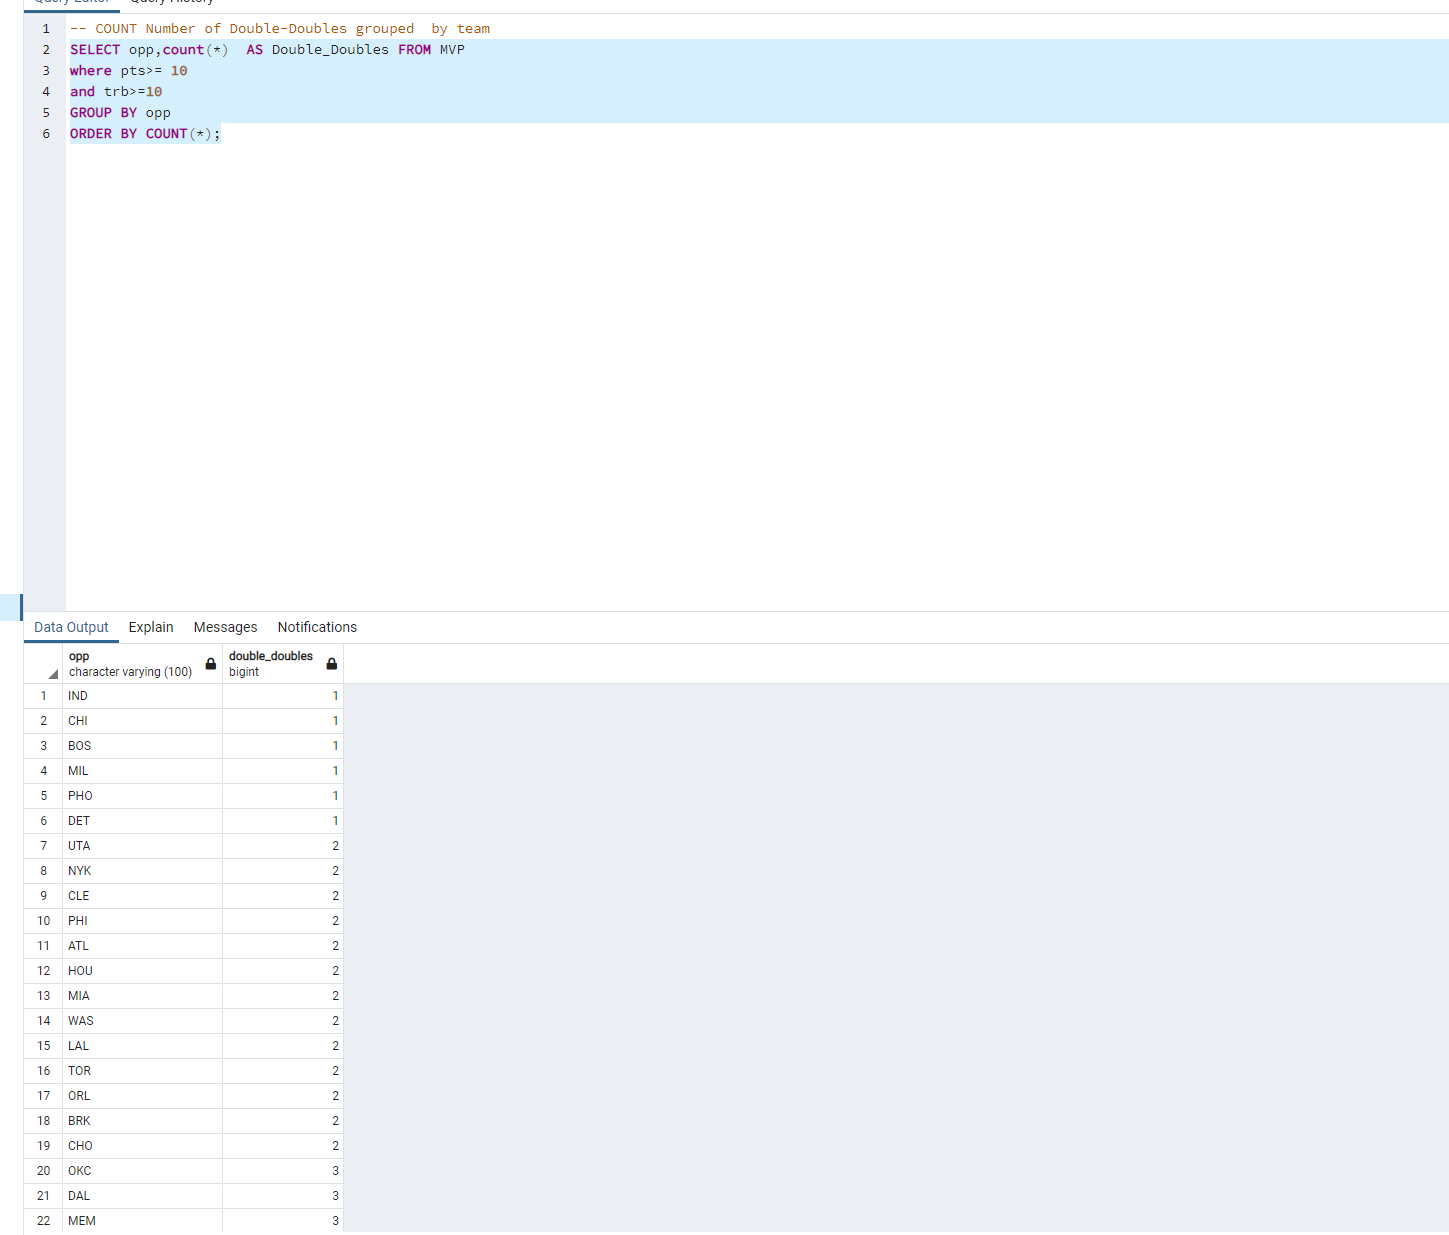 Query Editor Query History
1 -- COUNT Number of Double-Doubles grouped  by team
2 SELECT opp,count(*)  AS Double_Doubles FROM MVP
3 where pts>= 10
4 and trb>=10
5 GROUP BY opp
6 ORDER BY COUNT(*);
Data Output Explain Messages Notifications
opp double_doubles
character varying (100) bigint
1 IND 1
2 CHI 1
3 BOS 1
4 MIL 1
5 PHO 1
6 DET 1
7 UTA 2
8 NYK 2
9 CLE 2
10 PHI 2
11 ATL 2
12 HOU 2
13 MIA 2
14 WAS 2
15 LAL 2
16 TOR 2
17 ORL 2
18 BRK 2
19 CHO 2
20 OKC 3
21 DAL 3
22 MEM 3